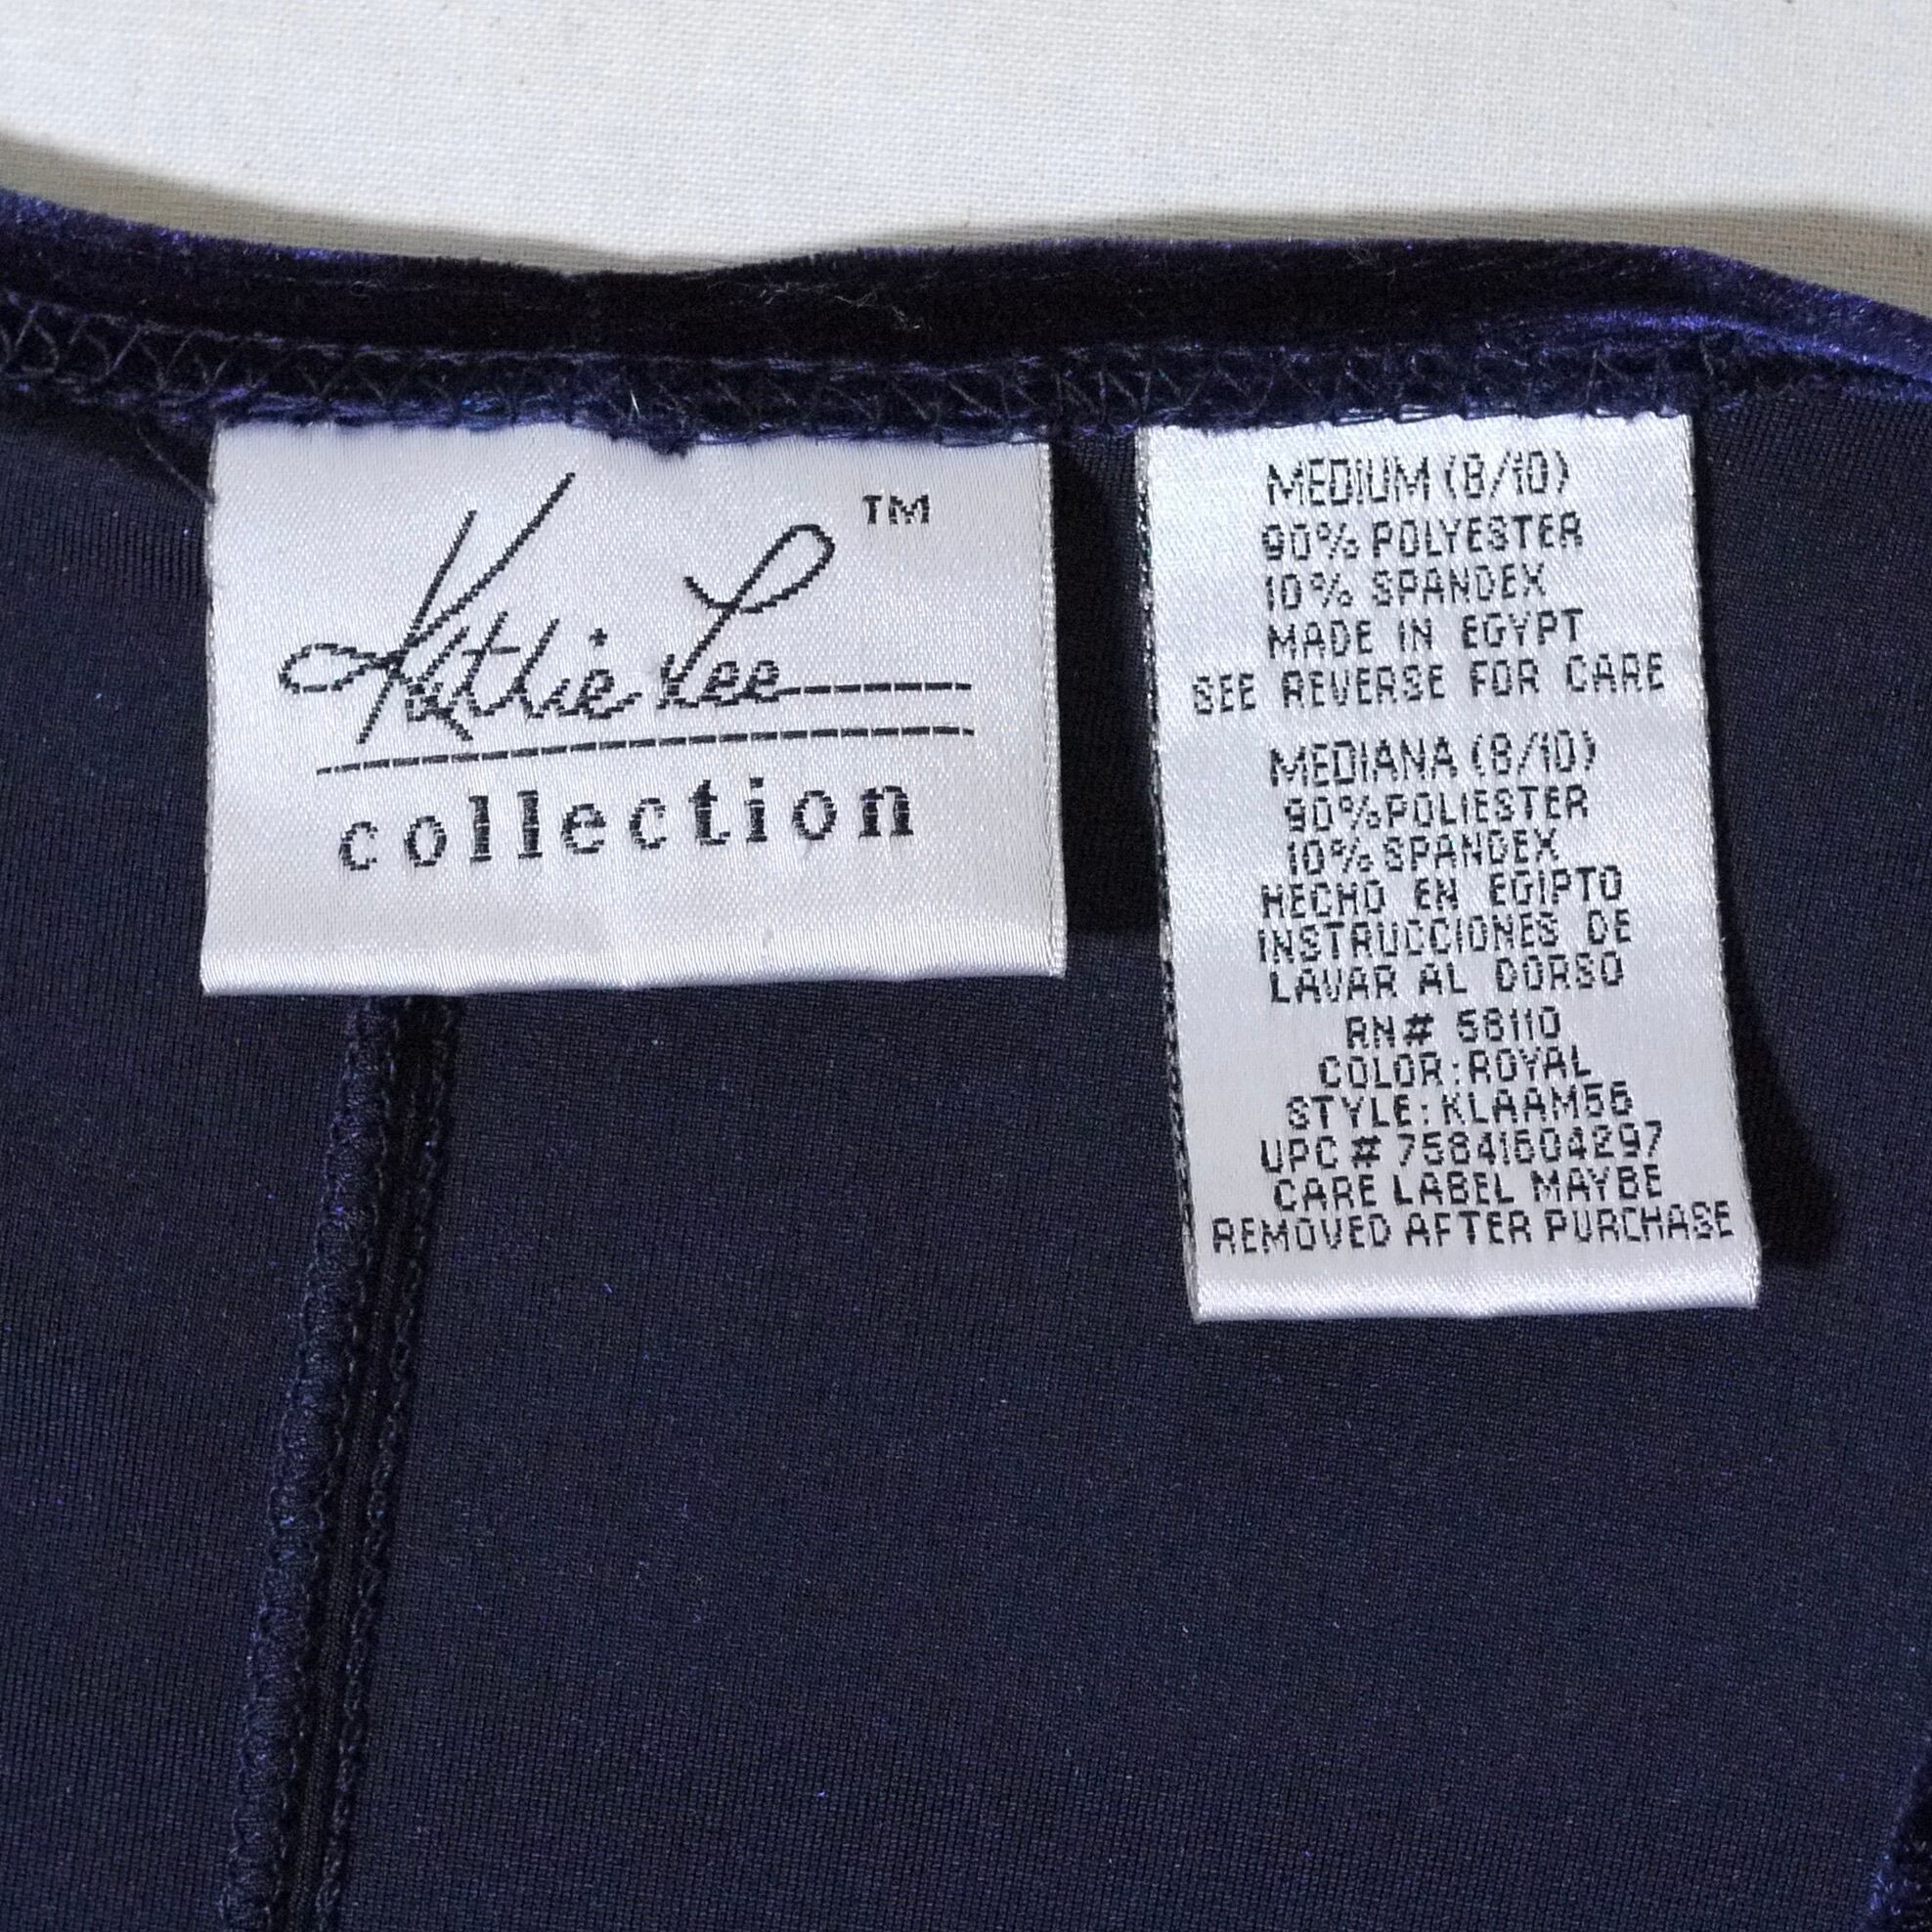 Kathie Lee™
collection
MEDIUM (8/10)
90% POLYESTER
10% SPANDEX
MADE IN EGYPT
SEE REVERSE FOR CARE
MEDIANA (8/10)
90% POLIESTER
10% SPANDEX
HECHO EN EGIPTO
INSTRUCCIONES DE
LAVAR AL DORSO
RN# 58110
COLOR: ROYAL
STYLE: KLAAM56
UPC # 75841604297
CARE LABEL MAYBE
REMOVED AFTER PURCHASE